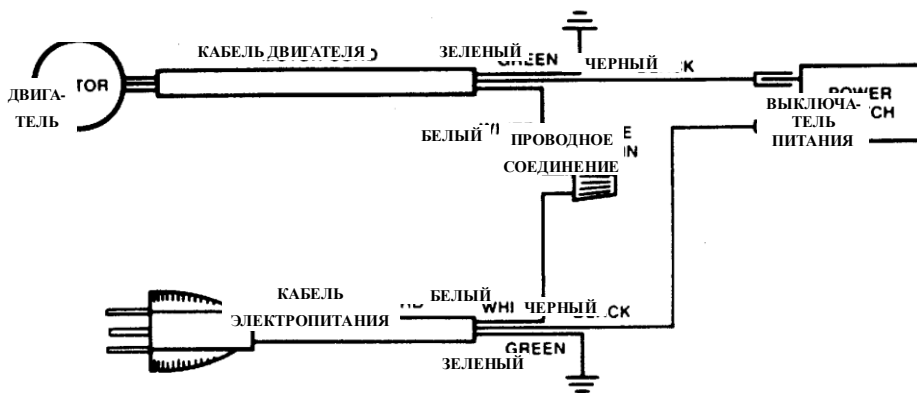 КАБЕЛЬ ДВИГАТЕЛЯ
ЗЕЛЕНЫЙ
GREEN
ЧЕРНЫЙ
ДВИГА-
ТЕЛЬ
TOR
POWER
ВЫКЛЮЧА-
ТЕЛЬ
ПИТАНИЯ
CH
БЕЛЫЙ
ПРОВОДНОЕ
СОЕДИНЕНИЕ
КАБЕЛЬ
ЭЛЕКТРОПИТАНИЯ
БЕЛЫЙ
WHI
ЧЕРНЫЙ
CK
GREEN
ЗЕЛЕНЫЙ